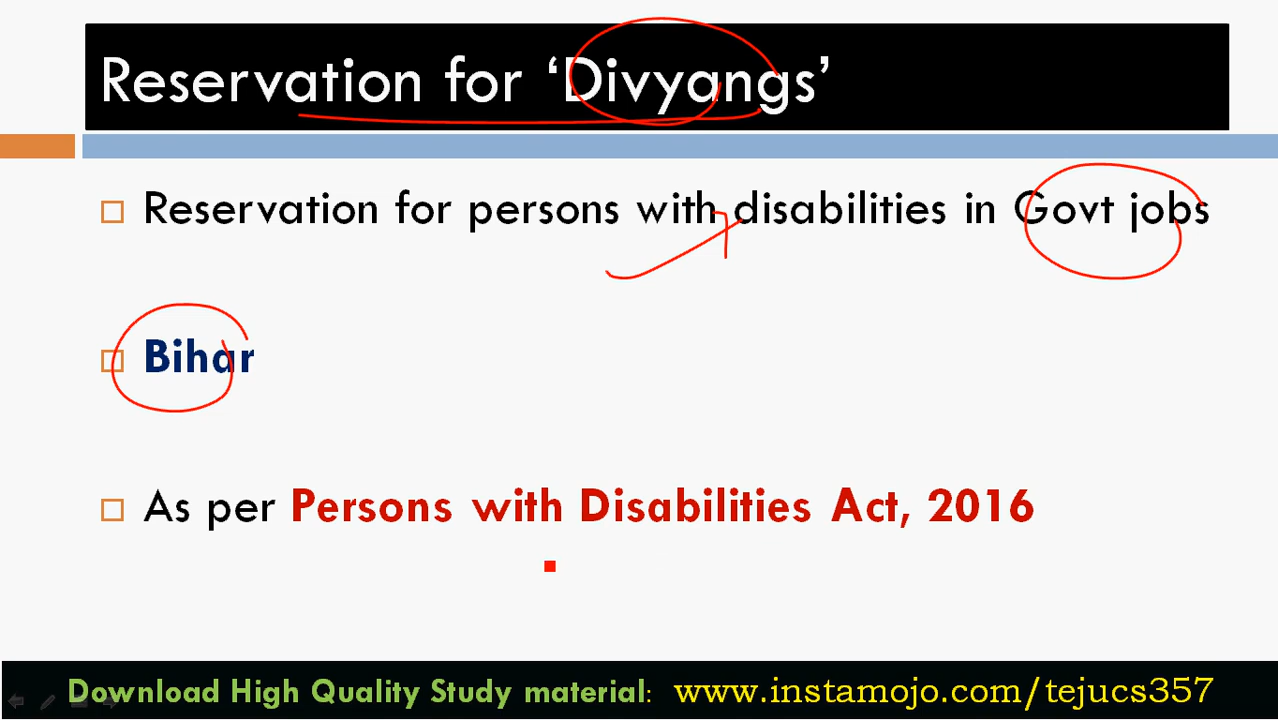 Reservation for ‘Divyangs’
Reservation for persons with disabilities in Govt jobs
Bihar
As per Persons with Disabilities Act, 2016
Download High Quality Study material: www.instamojo.com/tejucs357